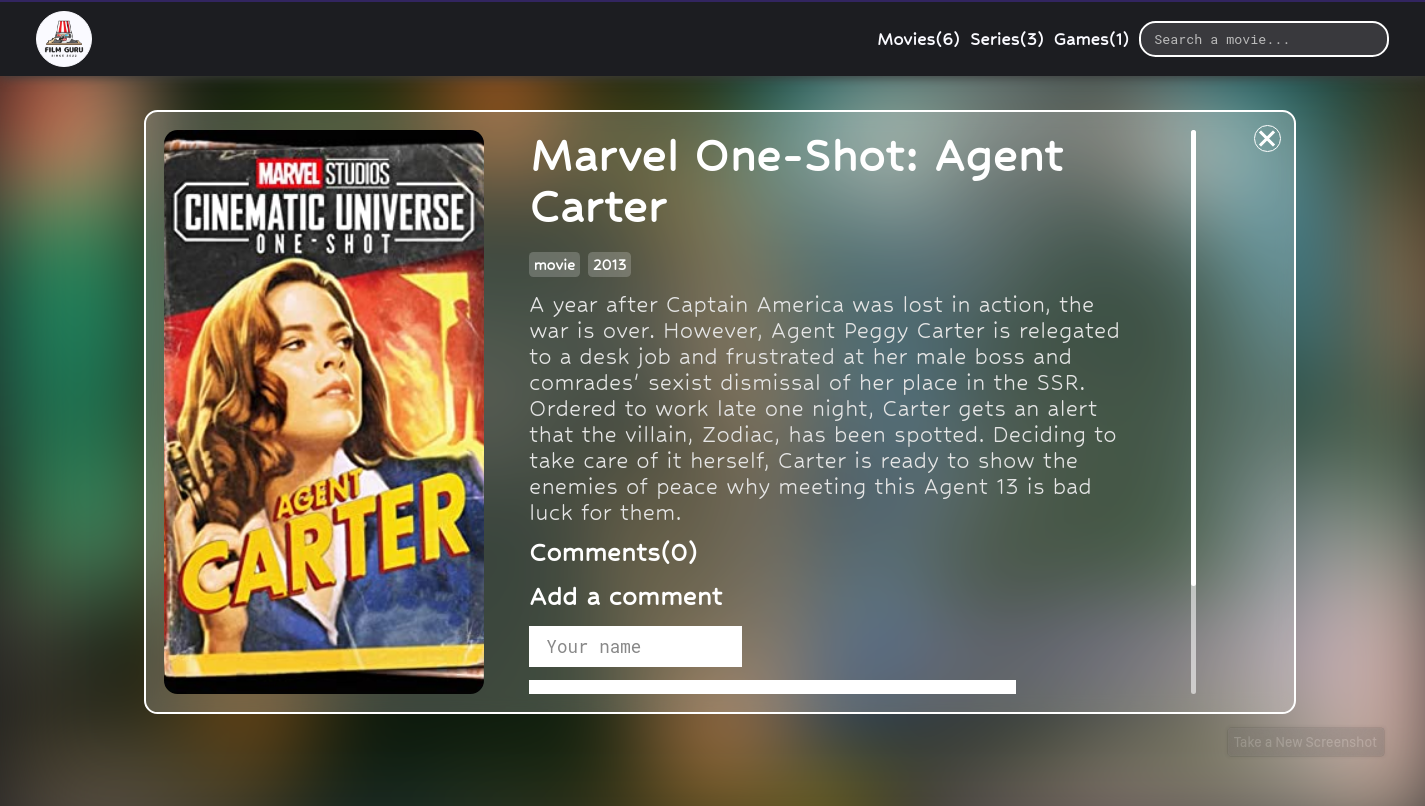 FILM GURU
SINCE 2022
Movies(6) Series(3) Games(1)
Search a movie...
MARVEL STUDIOS
CINEMATIC UNIVERSE
ONE-SHOT
AGENT
CARTER
Marvel One-Shot: Agent
Carter
movie 2013
A year after Captain America was lost in action, the
war is over. However, Agent Peggy Carter is relegated
to a desk job and frustrated at her male boss and
comrades' sexist dismissal of her place in the SSR.
Ordered to work late one night, Carter gets an alert
that the villain, Zodiac, has been spotted. Deciding to
take care of it herself, Carter is ready to show the
enemies of peace why meeting this Agent 13 is bad
luck for them.
Comments(0)
Add a comment
Your name
Take a New Screenshot